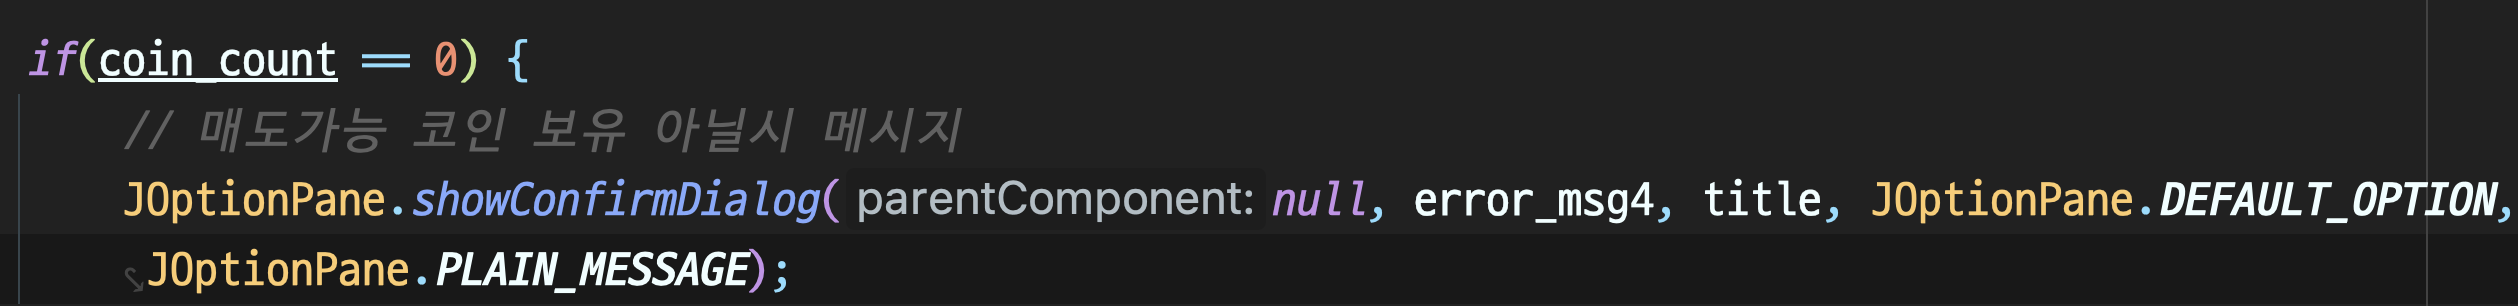 if(coin_count == 0) {
// 매도가능 코인 보유 아닐시 메시지
JOptionPane.showConfirmDialog( parentComponent: null, error_msg4, title, JOptionPane.DEFAULT_OPTION,
JOptionPane.PLAIN_MESSAGE);